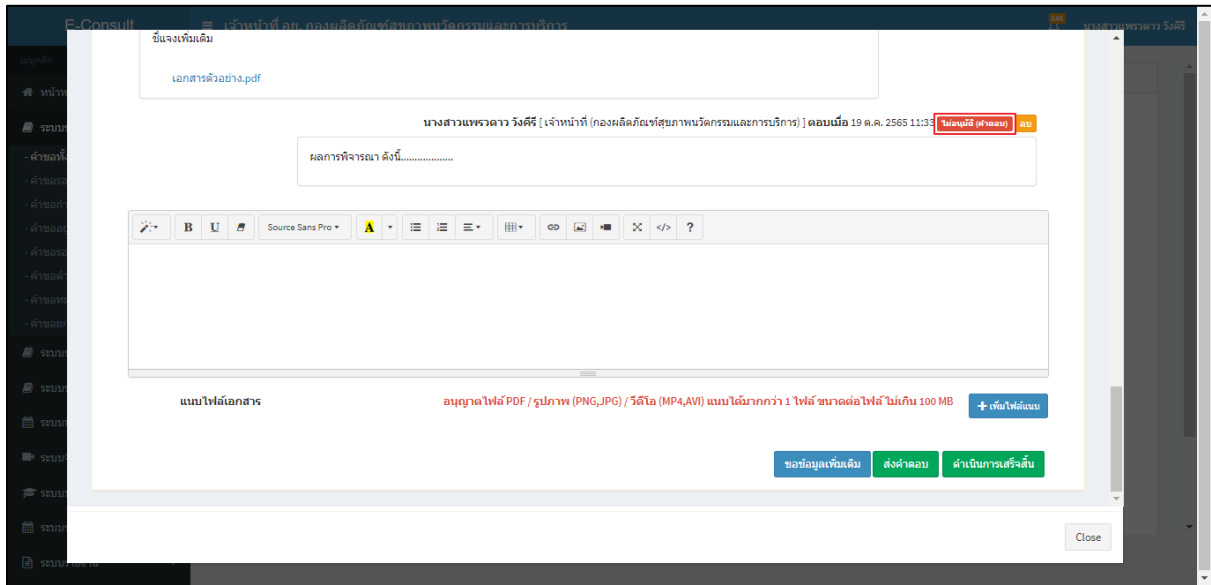 E-Consult
เจ้าหน้าที่ อย. กองผลิตภัณฑ์สุขภาพนวัตกรรมและการบริการ
นางสาวแพรวดาว วังคีรี
ชี้แจงเพิ่มเติม
เมนูหลัก
เอกสารตัวอย่าง.pdf
นางสาวแพรวดาว วังคีรี [ เจ้าหน้าที่ (กองผลิตภัณฑ์สุขภาพนวัตกรรมและการบริการ) ] ตอบเมื่อ 19 ต.ค. 2565 11:33 ไม่อนุมัติ (คำตอบ) ลบ
ผลการพิจารณา ดังนี้...................
B U Source Sans Pro A </> ?
แนบไฟล์เอกสาร
อนุญาตไฟล์ PDF / รูปภาพ (PNG,JPG) / วีดีโอ (MP4,AVI) แนบได้มากกว่า 1 ไฟล์ ขนาดต่อไฟล์ ไม่เกิน 100 MB
+ เพิ่มไฟล์แนบ
ขอข้อมูลเพิ่มเติม ส่งคำตอบ ดำเนินการเสร็จสิ้น
Close